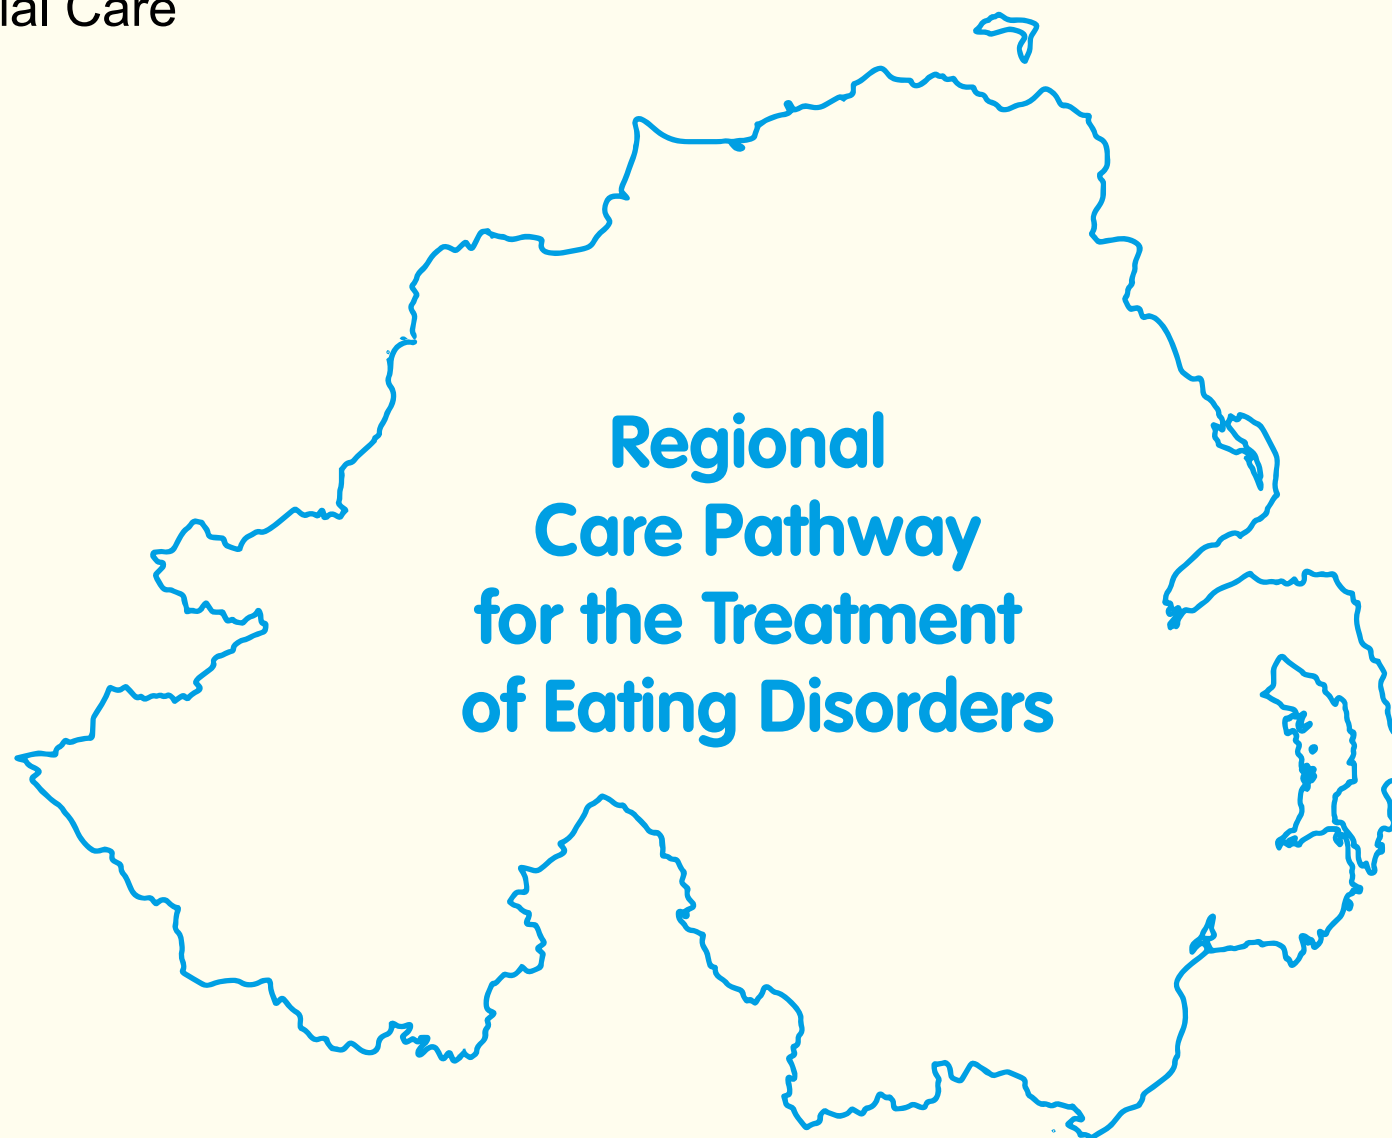 ial Care
Regional
Care Pathway
for the Treatment
of Eating Disorders